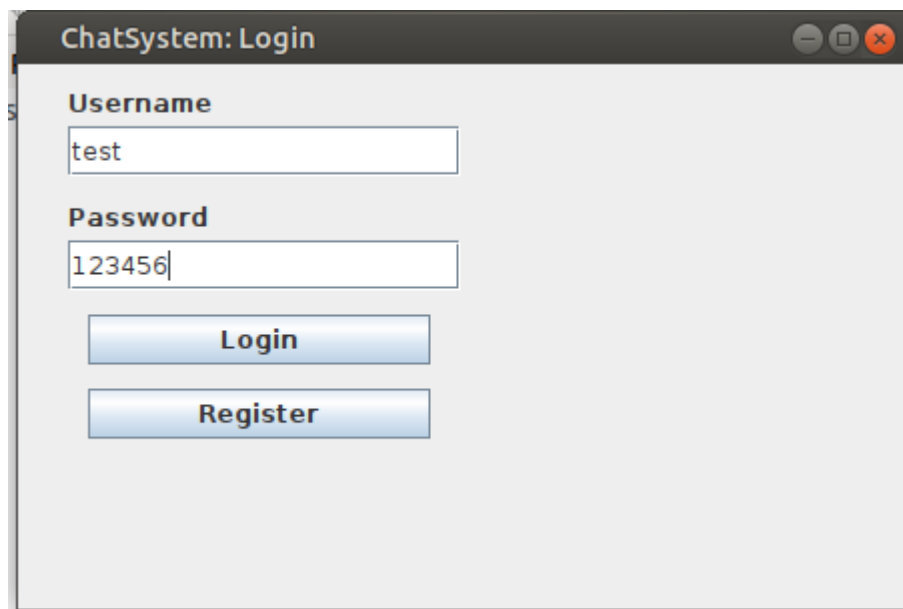 ChatSystem: Login
Username
test
Password
123456
Login
Register